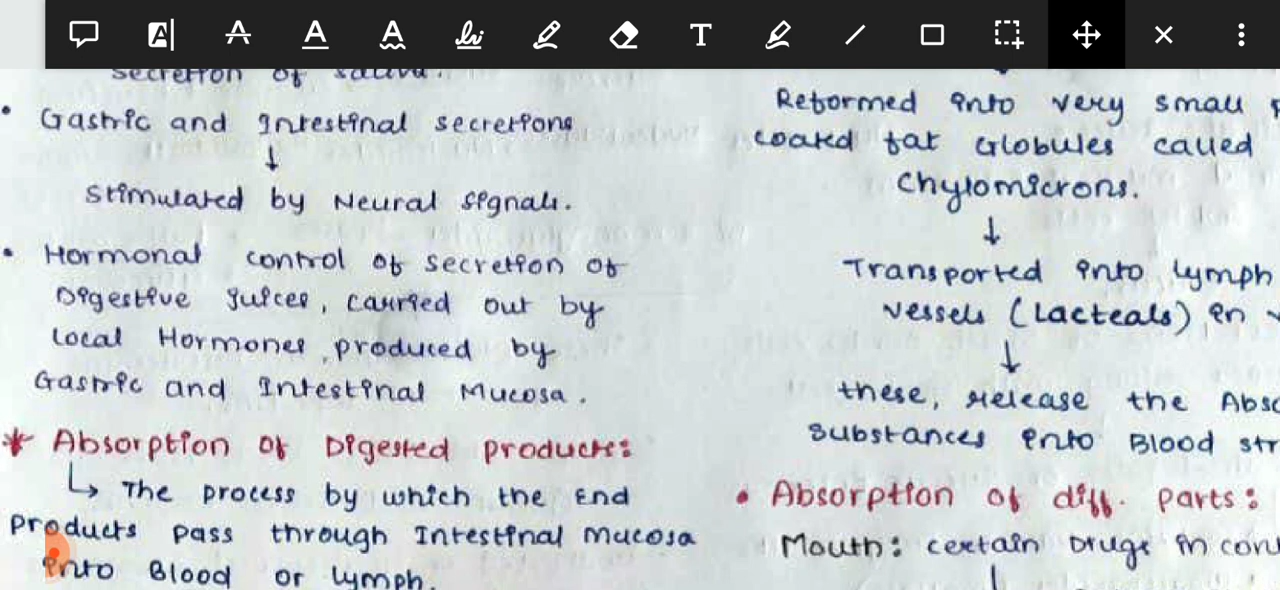 secretion of saliva.
• Gastric and Intestinal secretions
↓
stimulated by Neural signals.
• Hormonal control of secretion of
Digestive juices, carried out by
Local Hormones, produced by
Gastric and Intestinal Mucosa.
* Absorption of Digested products:
↳ The process by which the End
products pass through Intestinal Mucosa
into Blood or lymph.
↓
Reformed into very small
coated fat Globules called
Chylomicrons.
↓
Transported into lymph
vessels (Lacteals) in
↓
these, release the
substances into Blood
• Absorption of diff. parts:
Mouth: certain Drugs in